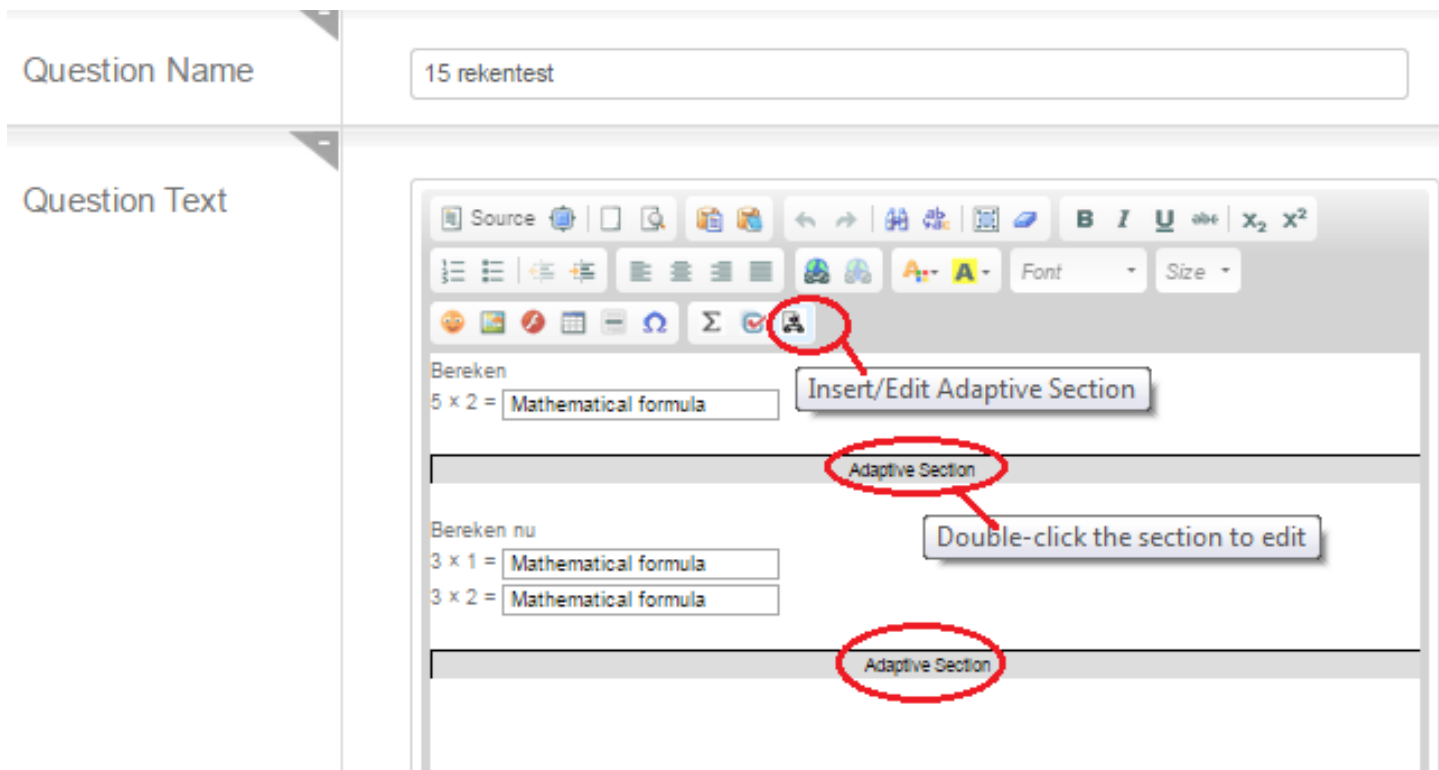 Question Name
15 rekentest
Question Text
Source
B I U abc X₂ X²
Font Size
Σ
Bereken
Insert/Edit Adaptive Section
5 × 2 = Mathematical formula
Adaptive Section
Bereken nu
Double-click the section to edit
3 × 1 = Mathematical formula
3 × 2 = Mathematical formula
Adaptive Section